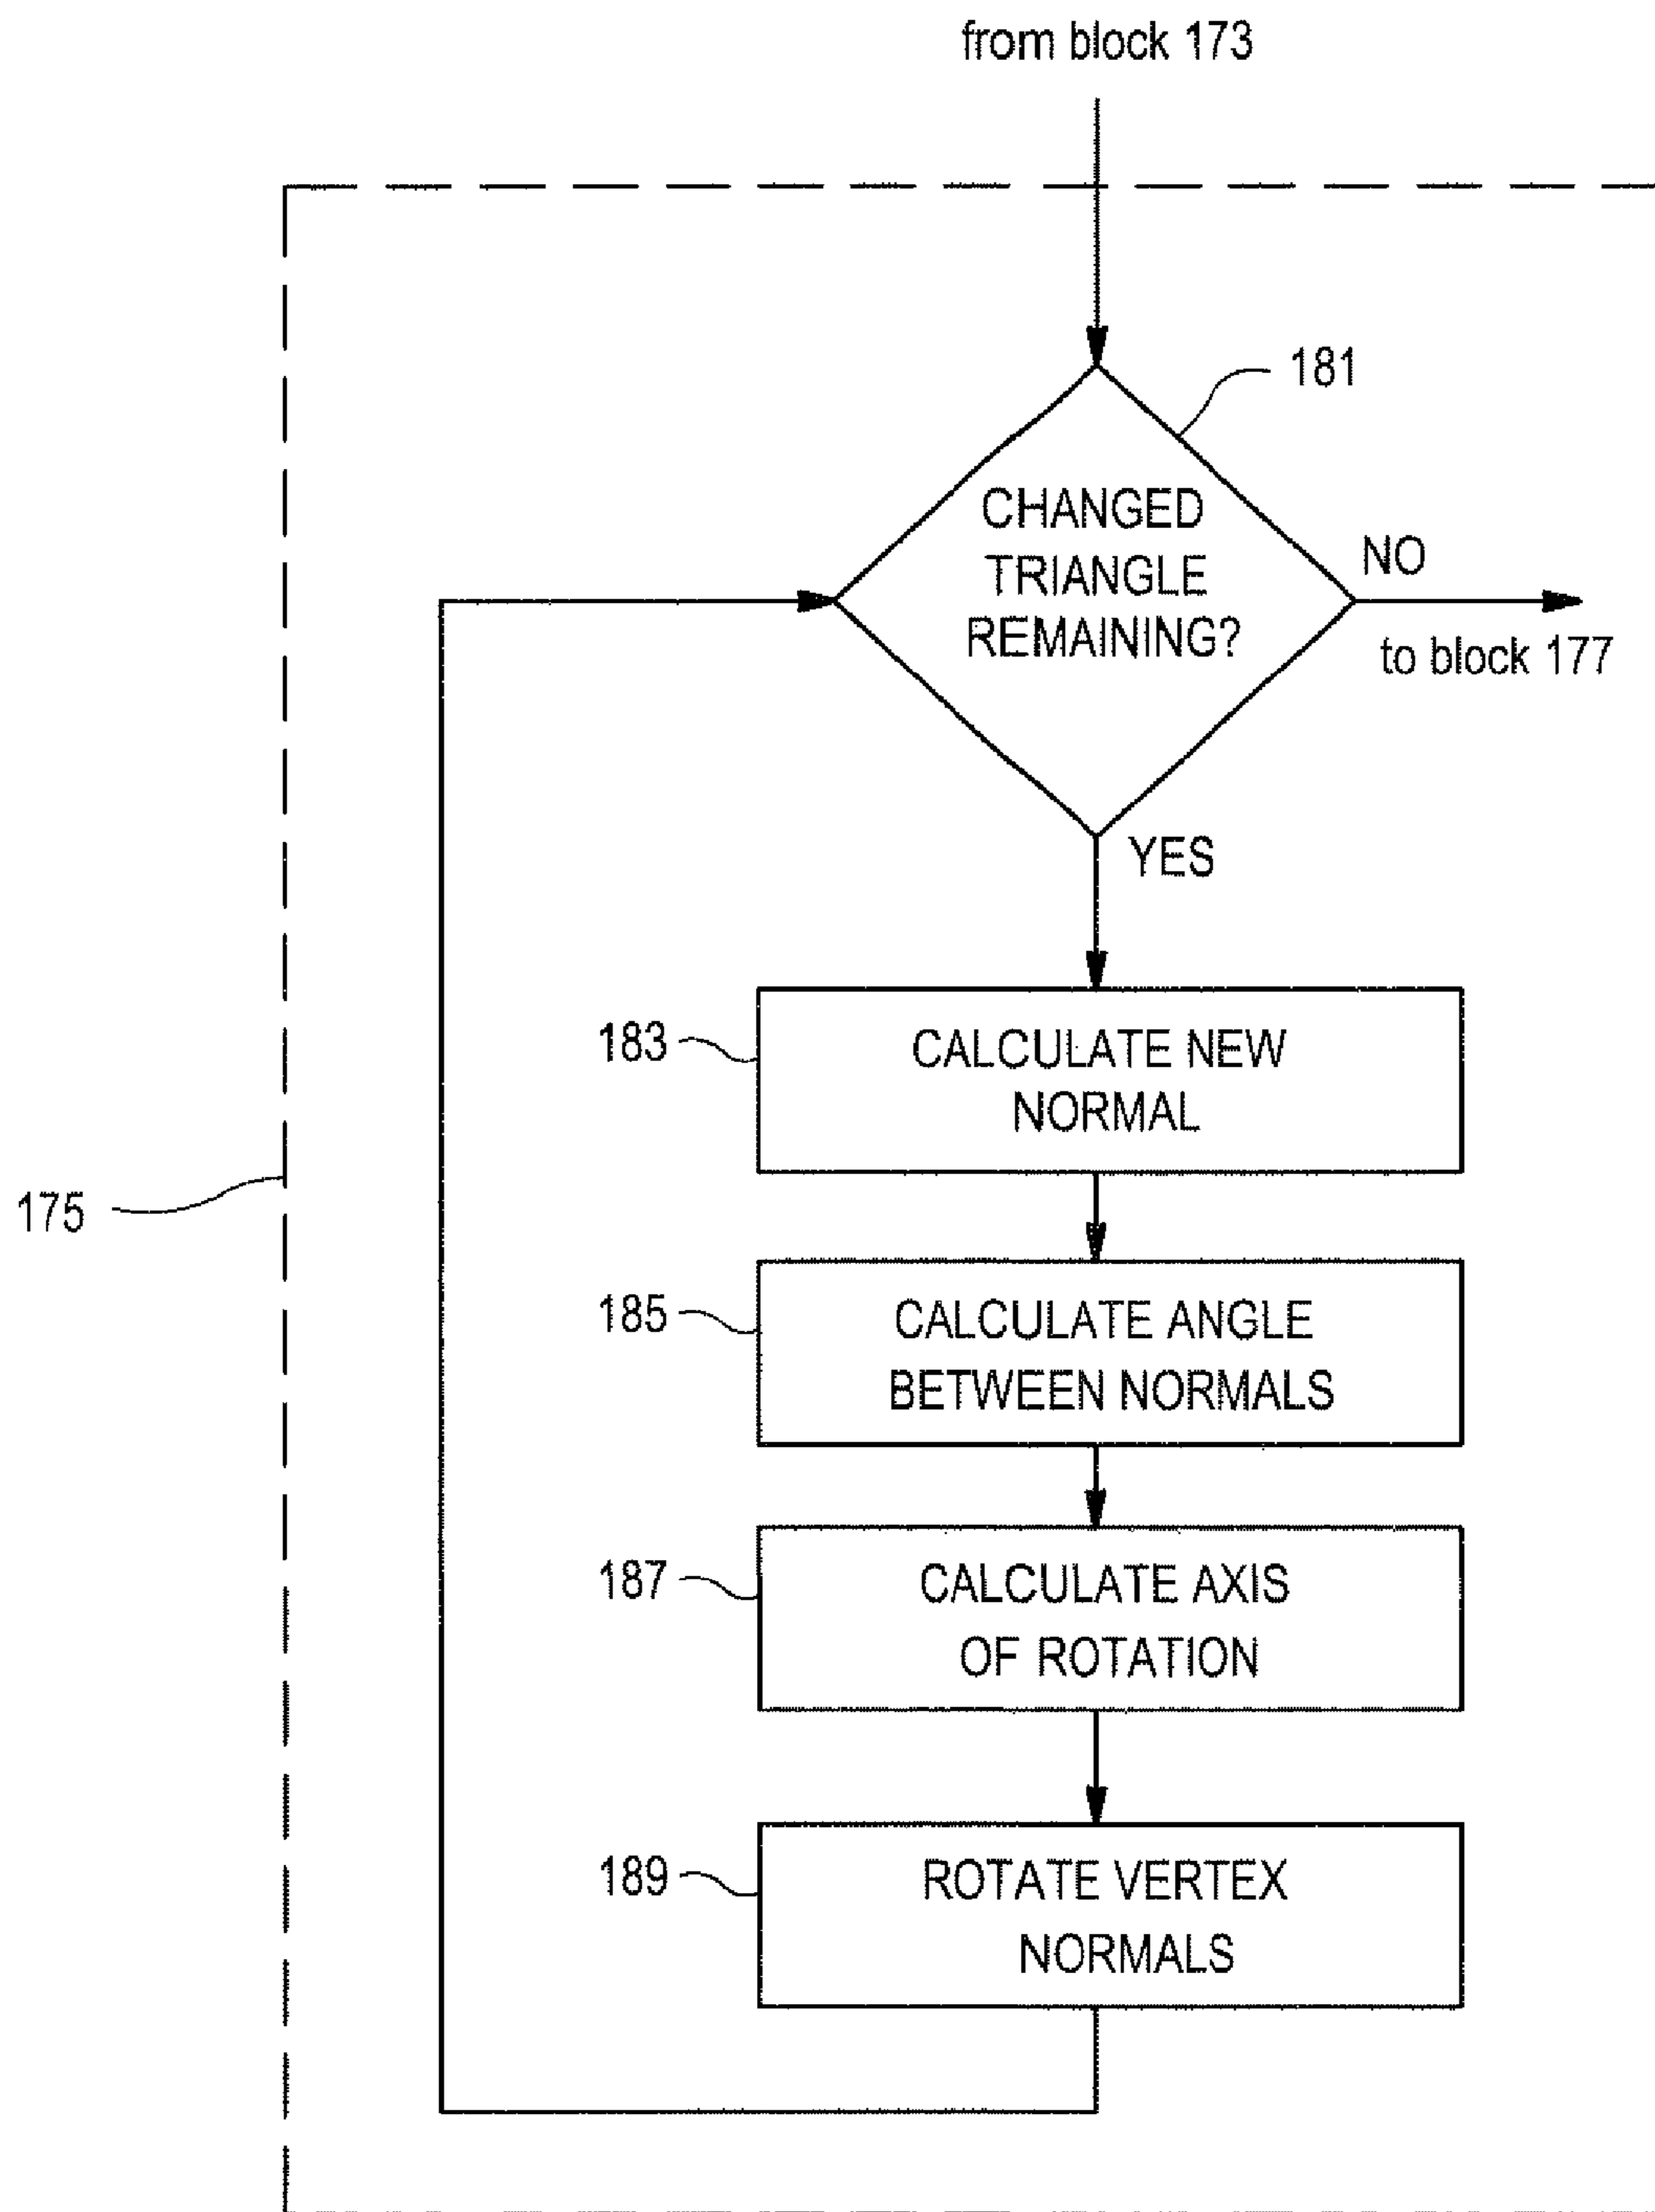 from block 173
181
CHANGED
TRIANGLE
REMAINING?
NO
to block 177
YES
183
CALCULATE NEW
NORMAL
175
185
CALCULATE ANGLE
BETWEEN NORMALS
187
CALCULATE AXIS
OF ROTATION
189
ROTATE VERTEX
NORMALS